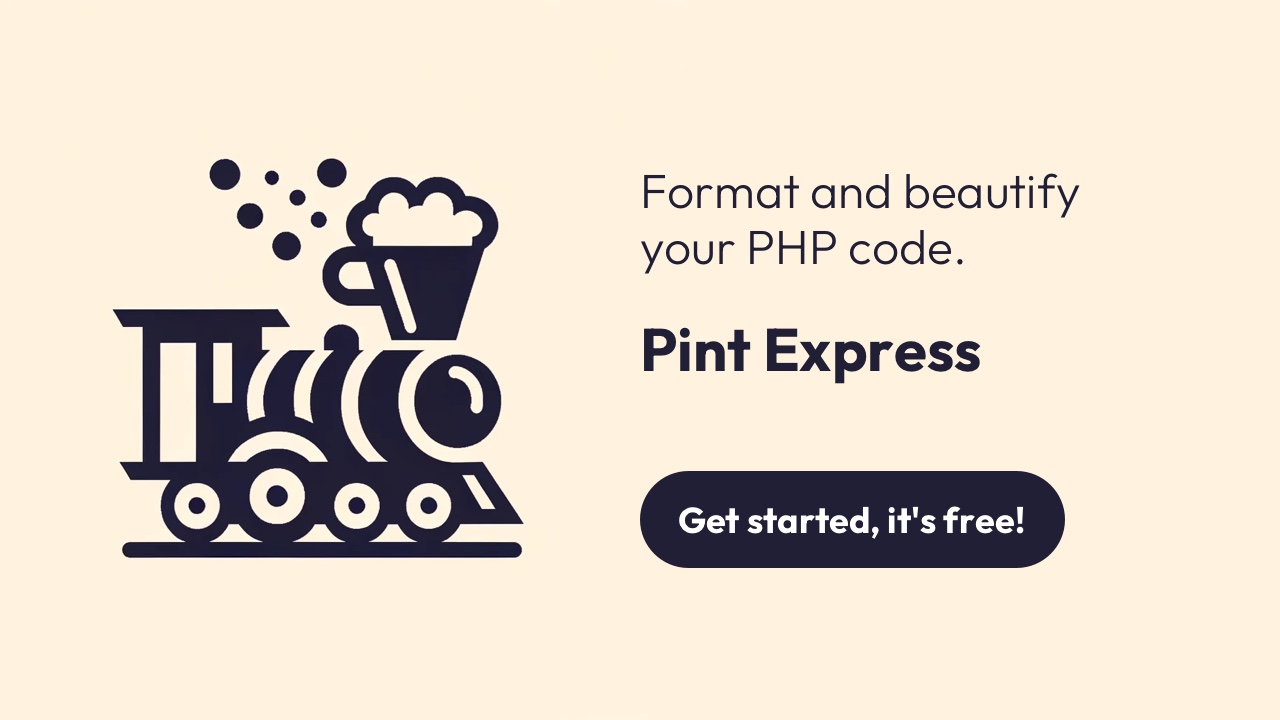 Format and beautify
your PHP code.
Pint Express
Get started, it's free!